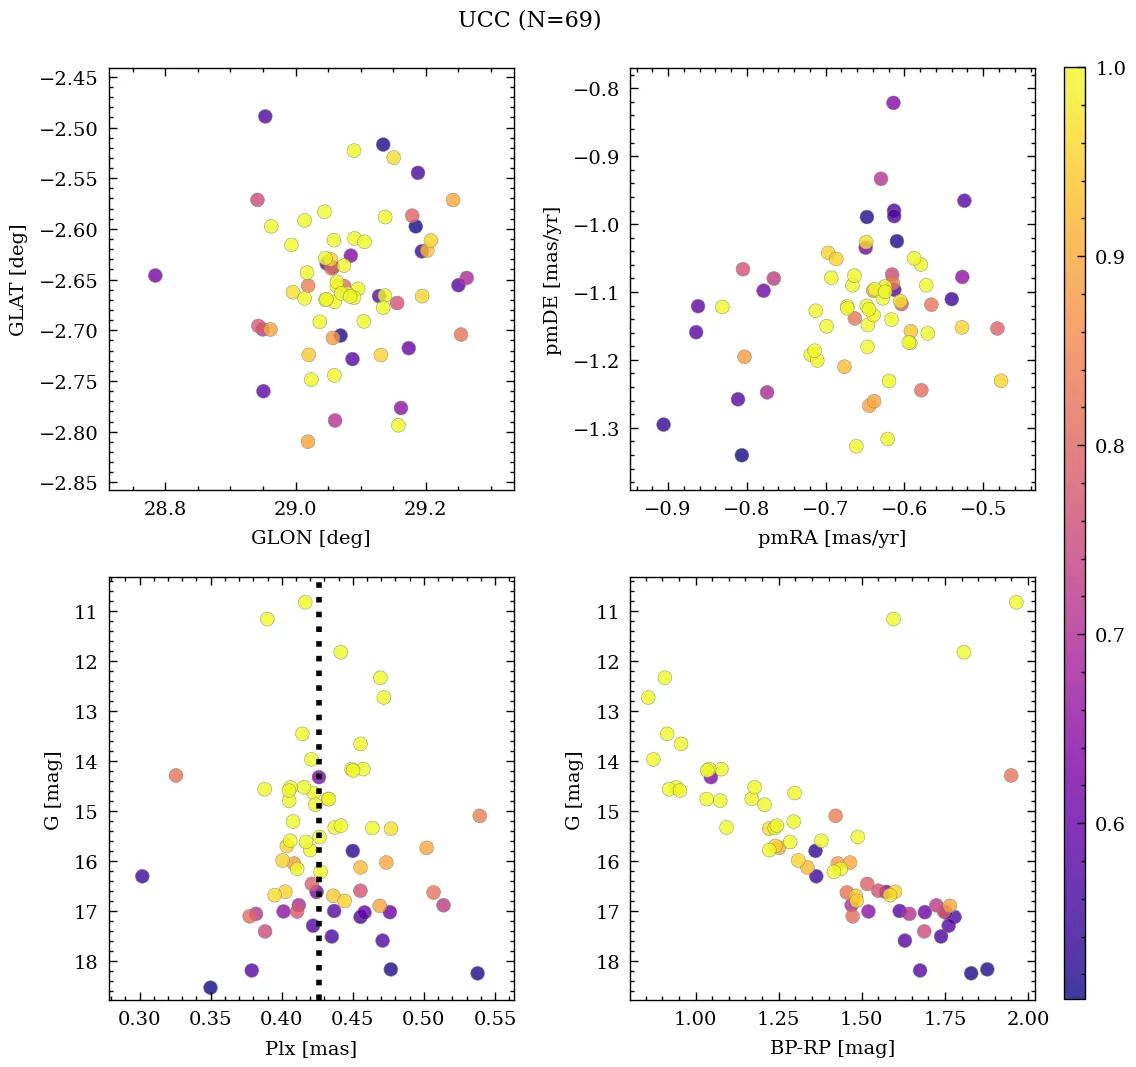 UCC (N=69)
−2.45
−2.50
−2.55
−2.60
−2.65
−2.70
−2.75
−2.80
−2.85
GLAT [deg]
28.8 29.0 29.2
GLON [deg]
−0.8
−0.9
−1.0
−1.1
−1.2
−1.3
pmDE [mas/yr]
−0.9 −0.8 −0.7 −0.6 −0.5
pmRA [mas/yr]
1.0
0.9
0.8
0.7
0.6
11
12
13
14
15
16
17
18
G [mag]
0.30 0.35 0.40 0.45 0.50 0.55
Plx [mas]
11
12
13
14
15
16
17
18
G [mag]
1.00 1.25 1.50 1.75 2.00
BP-RP [mag]